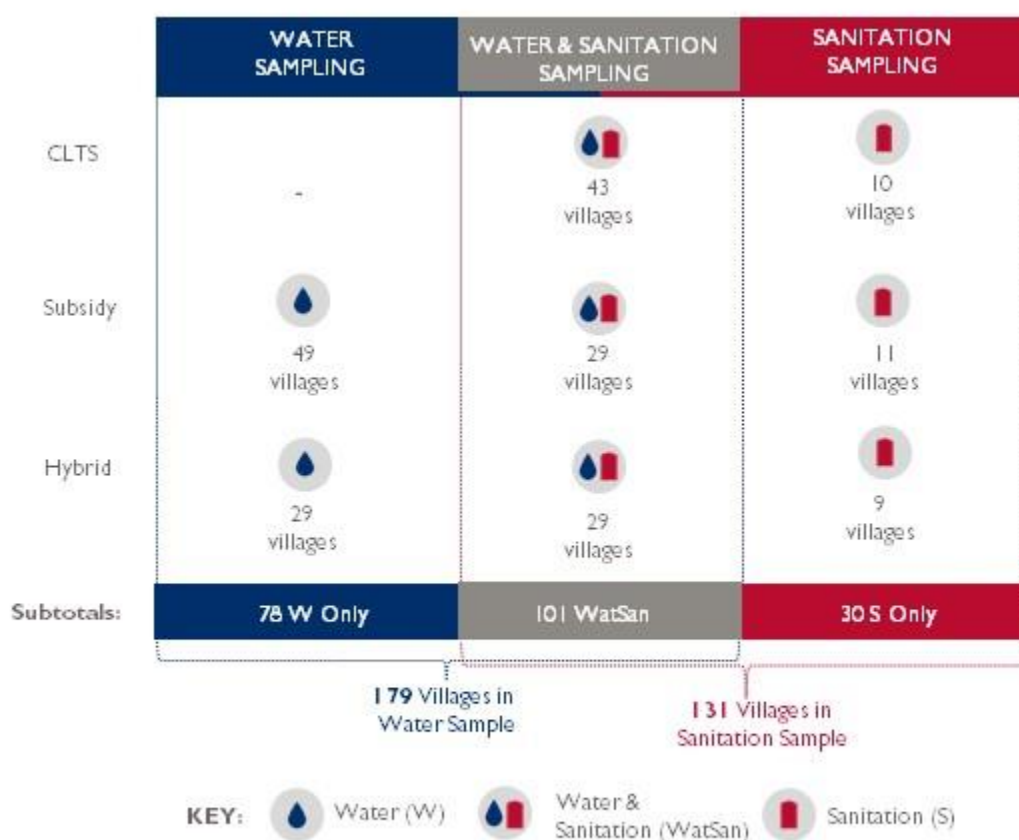 WATER
SAMPLING
WATER & SANITATION
SAMPLING
SANITATION
SAMPLING
CLTS
-
43
villages
10
villages
Subsidy
49
villages
29
villages
11
villages
Hybrid
29
villages
29
villages
9
villages
Subtotals:
78 W Only
101 WatSan
30 S Only
179 Villages in
Water Sample
131 Villages in
Sanitation Sample
KEY:
Water (W)
Water &
Sanitation (WatSan)
Sanitation (S)